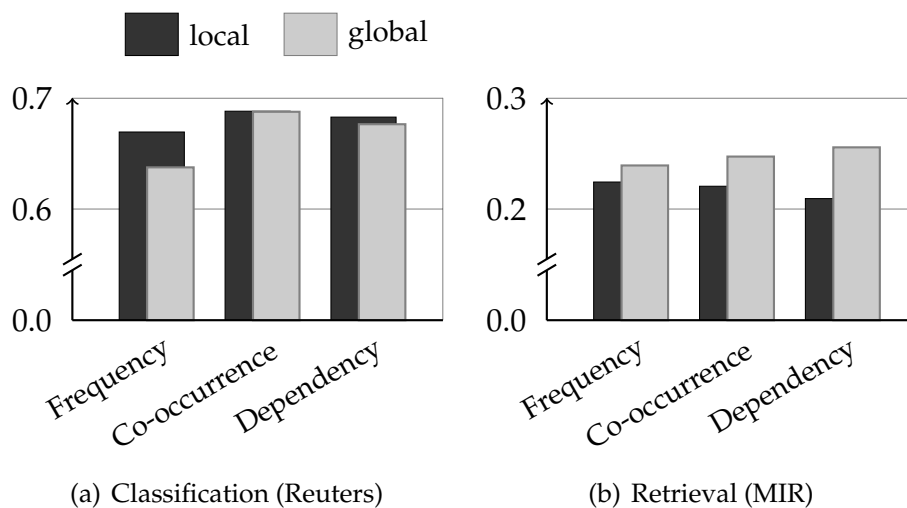 local global
0.7
0.6
0.0
Frequency
Co-occurrence
Dependency
(a) Classification (Reuters)
0.3
0.2
0.0
Frequency
Co-occurrence
Dependency
(b) Retrieval (MIR)